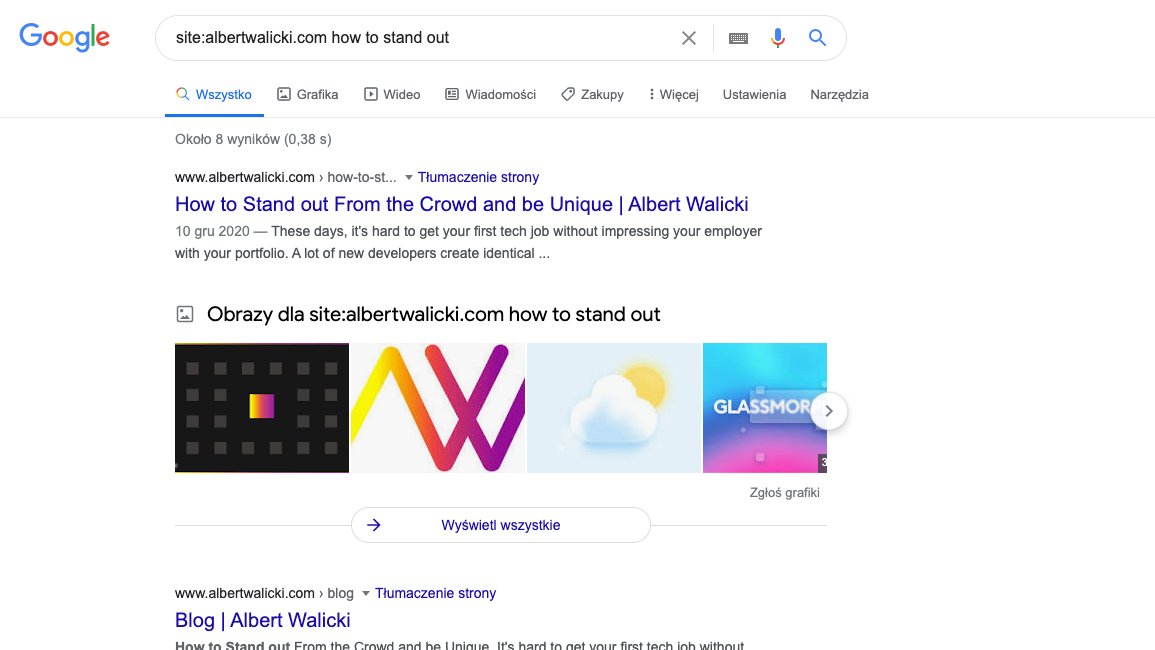 Google
site:albertwalicki.com how to stand out
Wszystko Grafika Wideo Wiadomości Zakupy Więcej Ustawienia Narzędzia
Około 8 wyników (0,38 s)
www.albertwalicki.com › how-to-st... Tłumaczenie strony
How to Stand out From the Crowd and be Unique | Albert Walicki
10 gru 2020 — These days, it's hard to get your first tech job without impressing your employer
with your portfolio. A lot of new developers create identical ...
Obrazy dla site:albertwalicki.com how to stand out
GLASSMOR
3
Zgłoś grafiki
Wyświetl wszystkie
www.albertwalicki.com › blog Tłumaczenie strony
Blog | Albert Walicki
How to Stand out From the Crowd and be Unique. It's hard to get your first tech job without